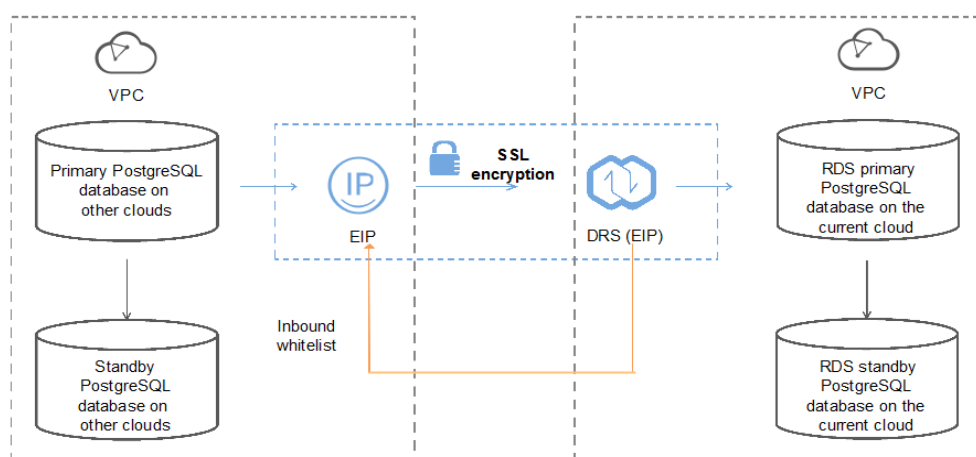 VPC
Primary PostgreSQL
database on
other clouds
Standby
PostgreSQL
database on
other clouds
IP
EIP
SSL
encryption
DRS (EIP)
Inbound
whitelist
VPC
RDS primary
PostgreSQL
database on the
current cloud
RDS standby
PostgreSQL
database on the
current cloud